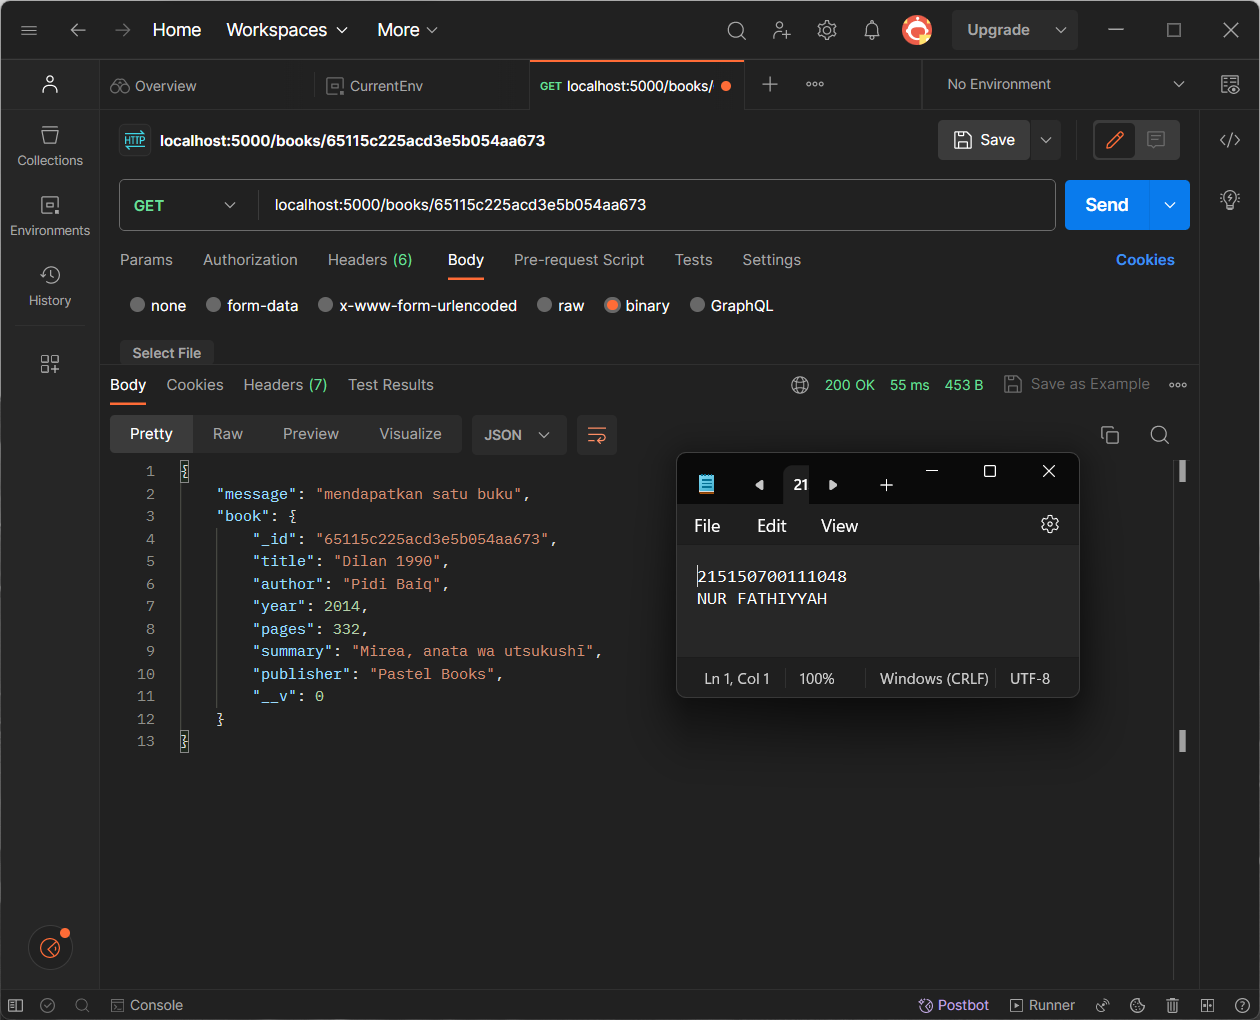 Home Workspaces More Upgrade
Overview CurrentEnv GET localhost:5000/books/ No Environment
HTTP localhost:5000/books/65115c225acd3e5b054aa673 Save
Collections
GET localhost:5000/books/65115c225acd3e5b054aa673 Send
Environments
Params Authorization Headers (6) Body Pre-request Script Tests Settings Cookies
History
none form-data x-www-form-urlencoded raw binary GraphQL
Select File
Body Cookies Headers (7) Test Results 200 OK 55 ms 453 B Save as Example
Pretty Raw Preview Visualize JSON
1 {
2 "message": "mendapatkan satu buku",
3 "book": {
4 "_id": "65115c225acd3e5b054aa673",
5 "title": "Dilan 1990",
6 "author": "Pidi Baiq",
7 "year": 2014,
8 "pages": 332,
9 "summary": "Mirea, anata wa utsukushī",
10 "publisher": "Pastel Books",
11 "__v": 0
12 }
13 }
21
File Edit View
215150700111048
NUR FATHIYYAH
Ln 1, Col 1 100% Windows (CRLF) UTF-8
Console Postbot Runner